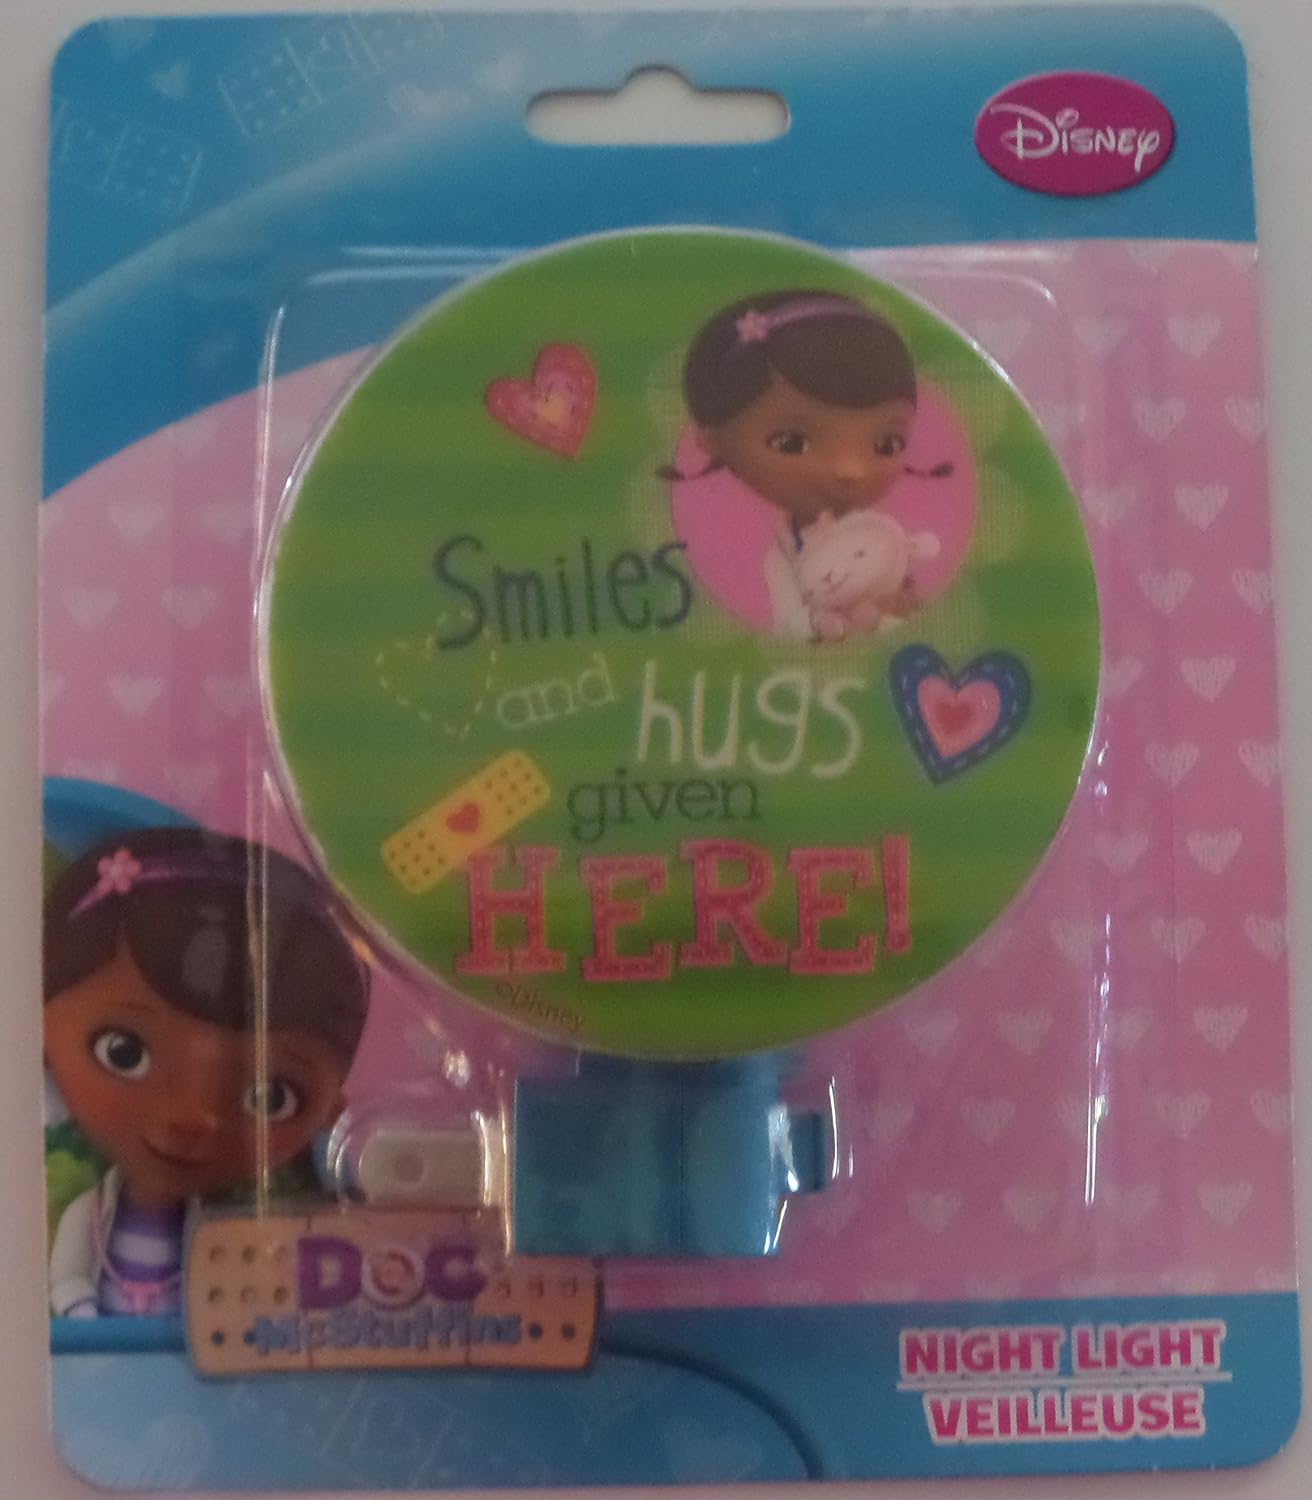 Disney
Smiles
and hugs
given
HERE!
©Disney
DOC
McStuffins
NIGHT LIGHT
VEILLEUSE